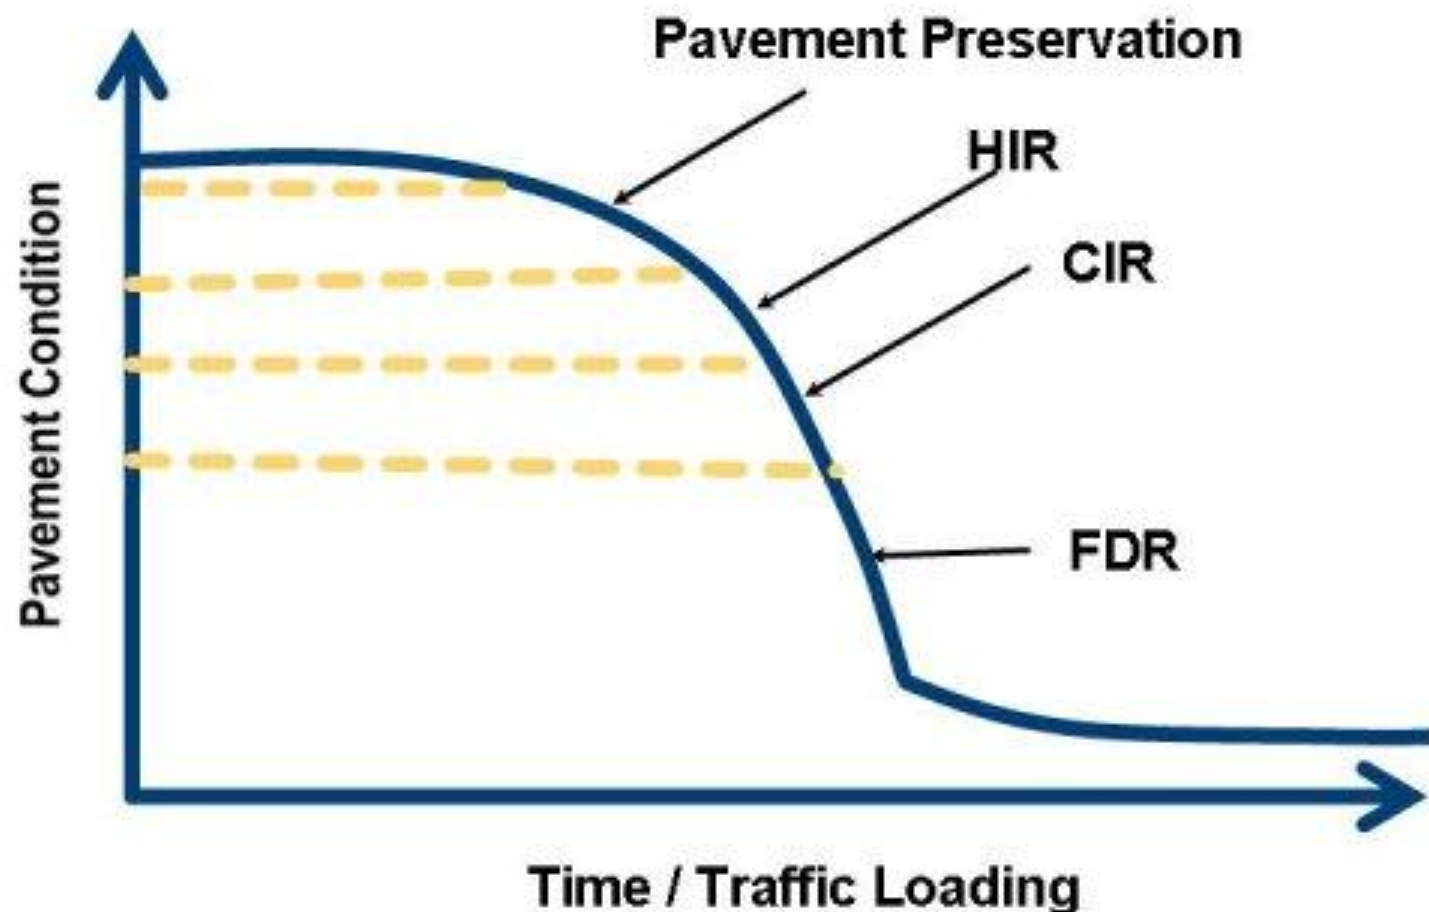 Pavement Preservation
HIR
CIR
FDR
Pavement Condition
Time / Traffic Loading